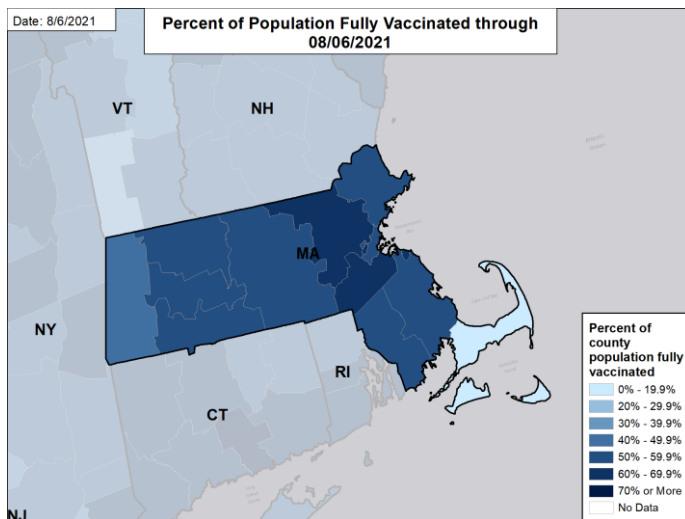 Date: 8/6/2021
Percent of Population Fully Vaccinated through
08/06/2021
VT
NH
MA
NY
RI
CT
NJ
Percent of
county
population fully
vaccinated
0% - 19.9%
20% - 29.9%
30% - 39.9%
40% - 49.9%
50% - 59.9%
60% - 69.9%
70% or More
No Data